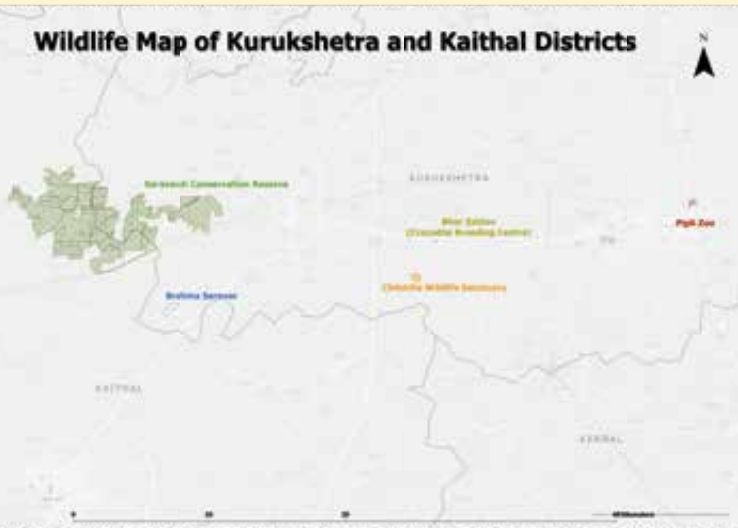 Wildlife Map of Kurukshetra and Kaithal Districts
N
KURUKSHETRA
Saraswati Conservation Reserve
Bhor Saidan
(Crocodile Breeding Centre)
Pipli Zoo
Chhilchhila Wildlife Sanctuary
Brahma Sarovar
KAITHAL
KARNAL
0